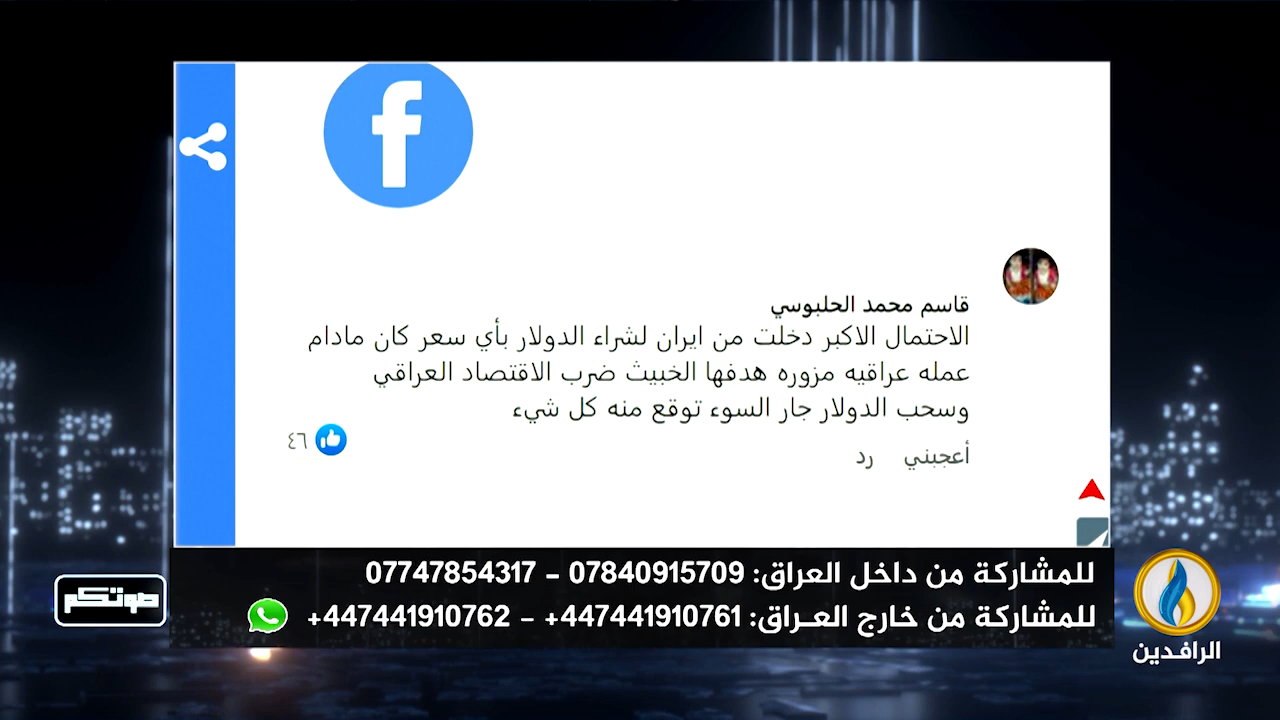 f
قاسم محمد الحلبوسي
الاحتمال الاكبر دخلت من ايران لشراء الدولار بأي سعر كان مادام
عمله عراقيه مزوره هدفها الخبيث ضرب الاقتصاد العراقي
وسحب الدولار جار السوء توقع منه كل شيء
٤٦
أعجبني رد
للمشاركة من داخل العراق: 07840915709 - 07747854317
للمشاركة من خارج العـراق: 447441910761+ - 447441910762+
صوتكم
الرافدين